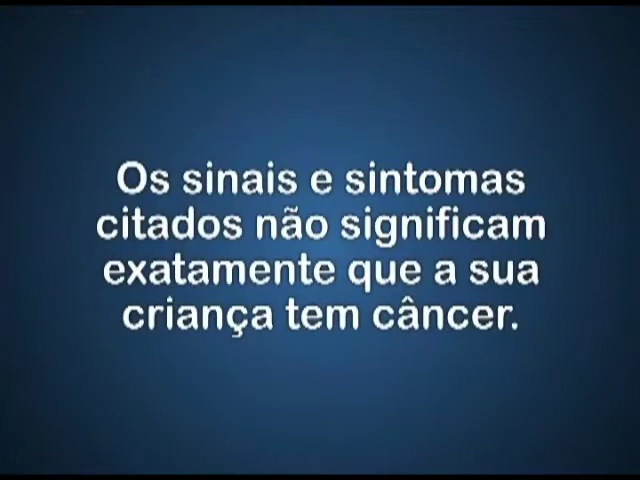 Os sinais e sintomas
citados não significam
exatamente que a sua
criança tem câncer.